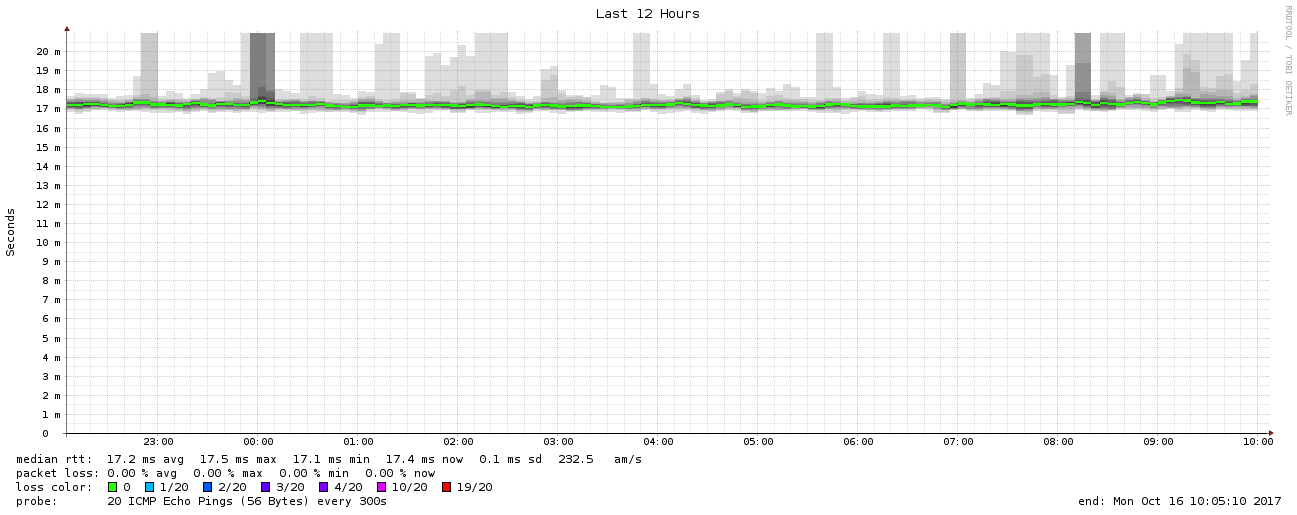 Last 12 Hours
RRDTOOL / TOBI OETIKER
Seconds
20 m
19 m
18 m
17 m
16 m
15 m
14 m
13 m
12 m
11 m
10 m
9 m
8 m
7 m
6 m
5 m
4 m
3 m
2 m
1 m
0
23:00 00:00 01:00 02:00 03:00 04:00 05:00 06:00 07:00 08:00 09:00 10:00
median rtt: 17.2 ms avg 17.5 ms max 17.1 ms min 17.4 ms now 0.1 ms sd 232.5 am/s
packet loss: 0.00 % avg 0.00 % max 0.00 % min 0.00 % now
loss color: 0 1/20 2/20 3/20 4/20 10/20 19/20
probe: 20 ICMP Echo Pings (56 Bytes) every 300s end: Mon Oct 16 10:05:10 2017